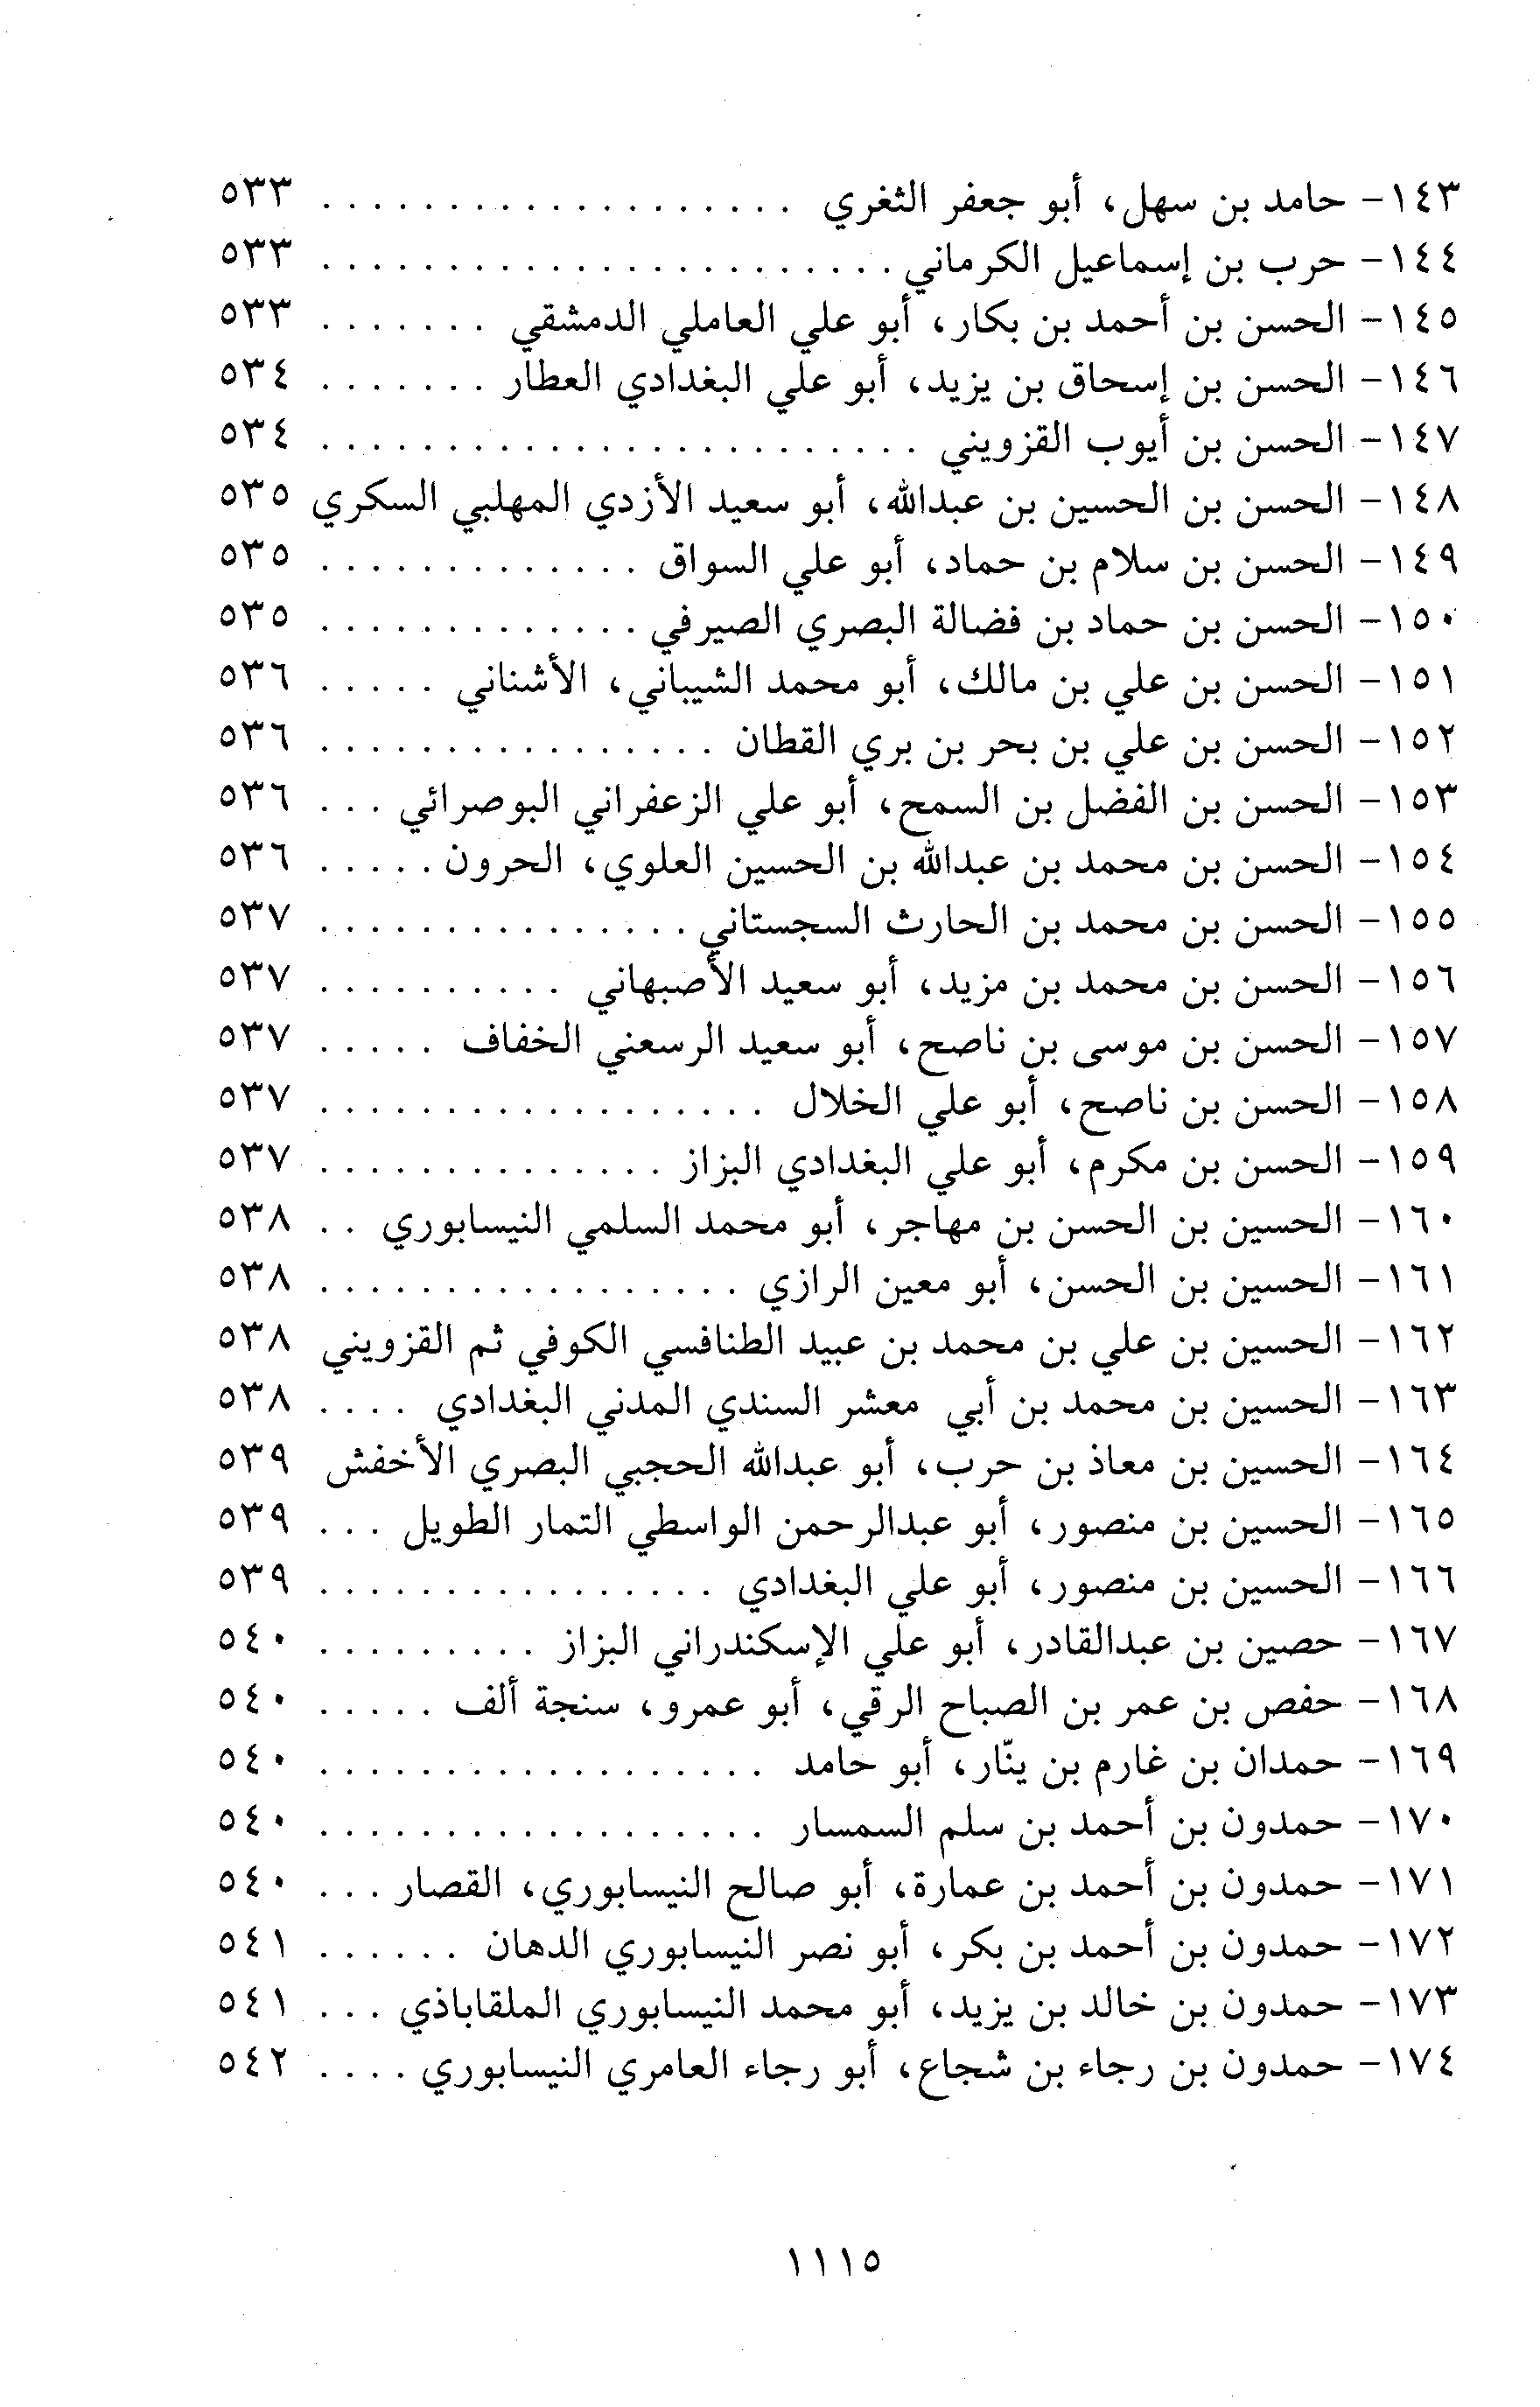 ١٤٣- حامد بن سهل، أبو جعفر الثغري . . . . . . . . . . . . . . . . . . . ٥٣٣
١٤٤- حرب بن إسماعيل الكرماني . . . . . . . . . . . . . . . . . . . . . . . ٥٣٣
١٤٥- الحسن بن أحمد بن بكار، أبو علي العاملي الدمشقي . . . . . . . ٥٣٣
١٤٦- الحسن بن إسحاق بن يزيد، أبو علي البغدادي العطار . . . . . . . ٥٣٤
١٤٧- الحسن بن أيوب القزويني . . . . . . . . . . . . . . . . . . . . . . . . ٥٣٤
١٤٨- الحسن بن الحسين بن عبدالله، أبو سعيد الأزدي المهلبي السكري ٥٣٥
١٤٩- الحسن بن سلام بن حماد، أبو علي السواق . . . . . . . . . . . . . ٥٣٥
١٥٠- الحسن بن حماد بن فضالة البصري الصيرفي . . . . . . . . . . . . . ٥٣٥
١٥١- الحسن بن علي بن مالك، أبو محمد الشيباني، الأشناني . . . . . ٥٣٦
١٥٢- الحسن بن علي بن بحر بن بري القطان . . . . . . . . . . . . . . . . ٥٣٦
١٥٣- الحسن بن الفضل بن السمح، أبو علي الزعفراني البوصرائي . . . ٥٣٦
١٥٤- الحسن بن محمد بن عبدالله بن الحسين العلوي، الحرون . . . . . ٥٣٦
١٥٥- الحسن بن محمد بن الحارث السجستاني . . . . . . . . . . . . . . . ٥٣٧
١٥٦- الحسن بن محمد بن مزيد، أبو سعيد الأصبهاني . . . . . . . . . . ٥٣٧
١٥٧- الحسن بن موسى بن ناصح، أبو سعيد الرسعني الخفاف . . . . . ٥٣٧
١٥٨- الحسن بن ناصح، أبو علي الخلال . . . . . . . . . . . . . . . . . . ٥٣٧
١٥٩- الحسن بن مكرم، أبو علي البغدادي البزاز . . . . . . . . . . . . . . ٥٣٧
١٦٠- الحسين بن الحسن بن مهاجر، أبو محمد السلمي النيسابوري . . ٥٣٨
١٦١- الحسين بن الحسن، أبو معين الرازي . . . . . . . . . . . . . . . . . ٥٣٨
١٦٢- الحسين بن علي بن محمد بن عبيد الطنافسي الكوفي ثم القزويني ٥٣٨
١٦٣- الحسين بن محمد بن أبي معشر السندي المدني البغدادي . . . . ٥٣٨
١٦٤- الحسين بن معاذ بن حرب، أبو عبدالله الحجبي البصري الأخفش ٥٣٩
١٦٥- الحسين بن منصور، أبو عبدالرحمن الواسطي التمار الطويل . . . ٥٣٩
١٦٦- الحسين بن منصور، أبو علي البغدادي . . . . . . . . . . . . . . . . ٥٣٩
١٦٧- حصين بن عبدالقادر، أبو علي الإسكندراني البزاز . . . . . . . . . ٥٤٠
١٦٨- حفص بن عمر بن الصباح الرقي، أبو عمرو، سنجة ألف . . . . . ٥٤٠
١٦٩- حمدان بن غارم بن ينّار، أبو حامد . . . . . . . . . . . . . . . . . . ٥٤٠
١٧٠- حمدون بن أحمد بن سلم السمسار . . . . . . . . . . . . . . . . . . ٥٤٠
١٧١- حمدون بن أحمد بن عمارة، أبو صالح النيسابوري، القصار . . . ٥٤٠
١٧٢- حمدون بن أحمد بن بكر، أبو نصر النيسابوري الدهان . . . . . . ٥٤١
١٧٣- حمدون بن خالد بن يزيد، أبو محمد النيسابوري الملقاباذي . . . ٥٤١
١٧٤- حمدون بن رجاء بن شجاع، أبو رجاء العامري النيسابوري . . . . ٥٤٢
١١١٥